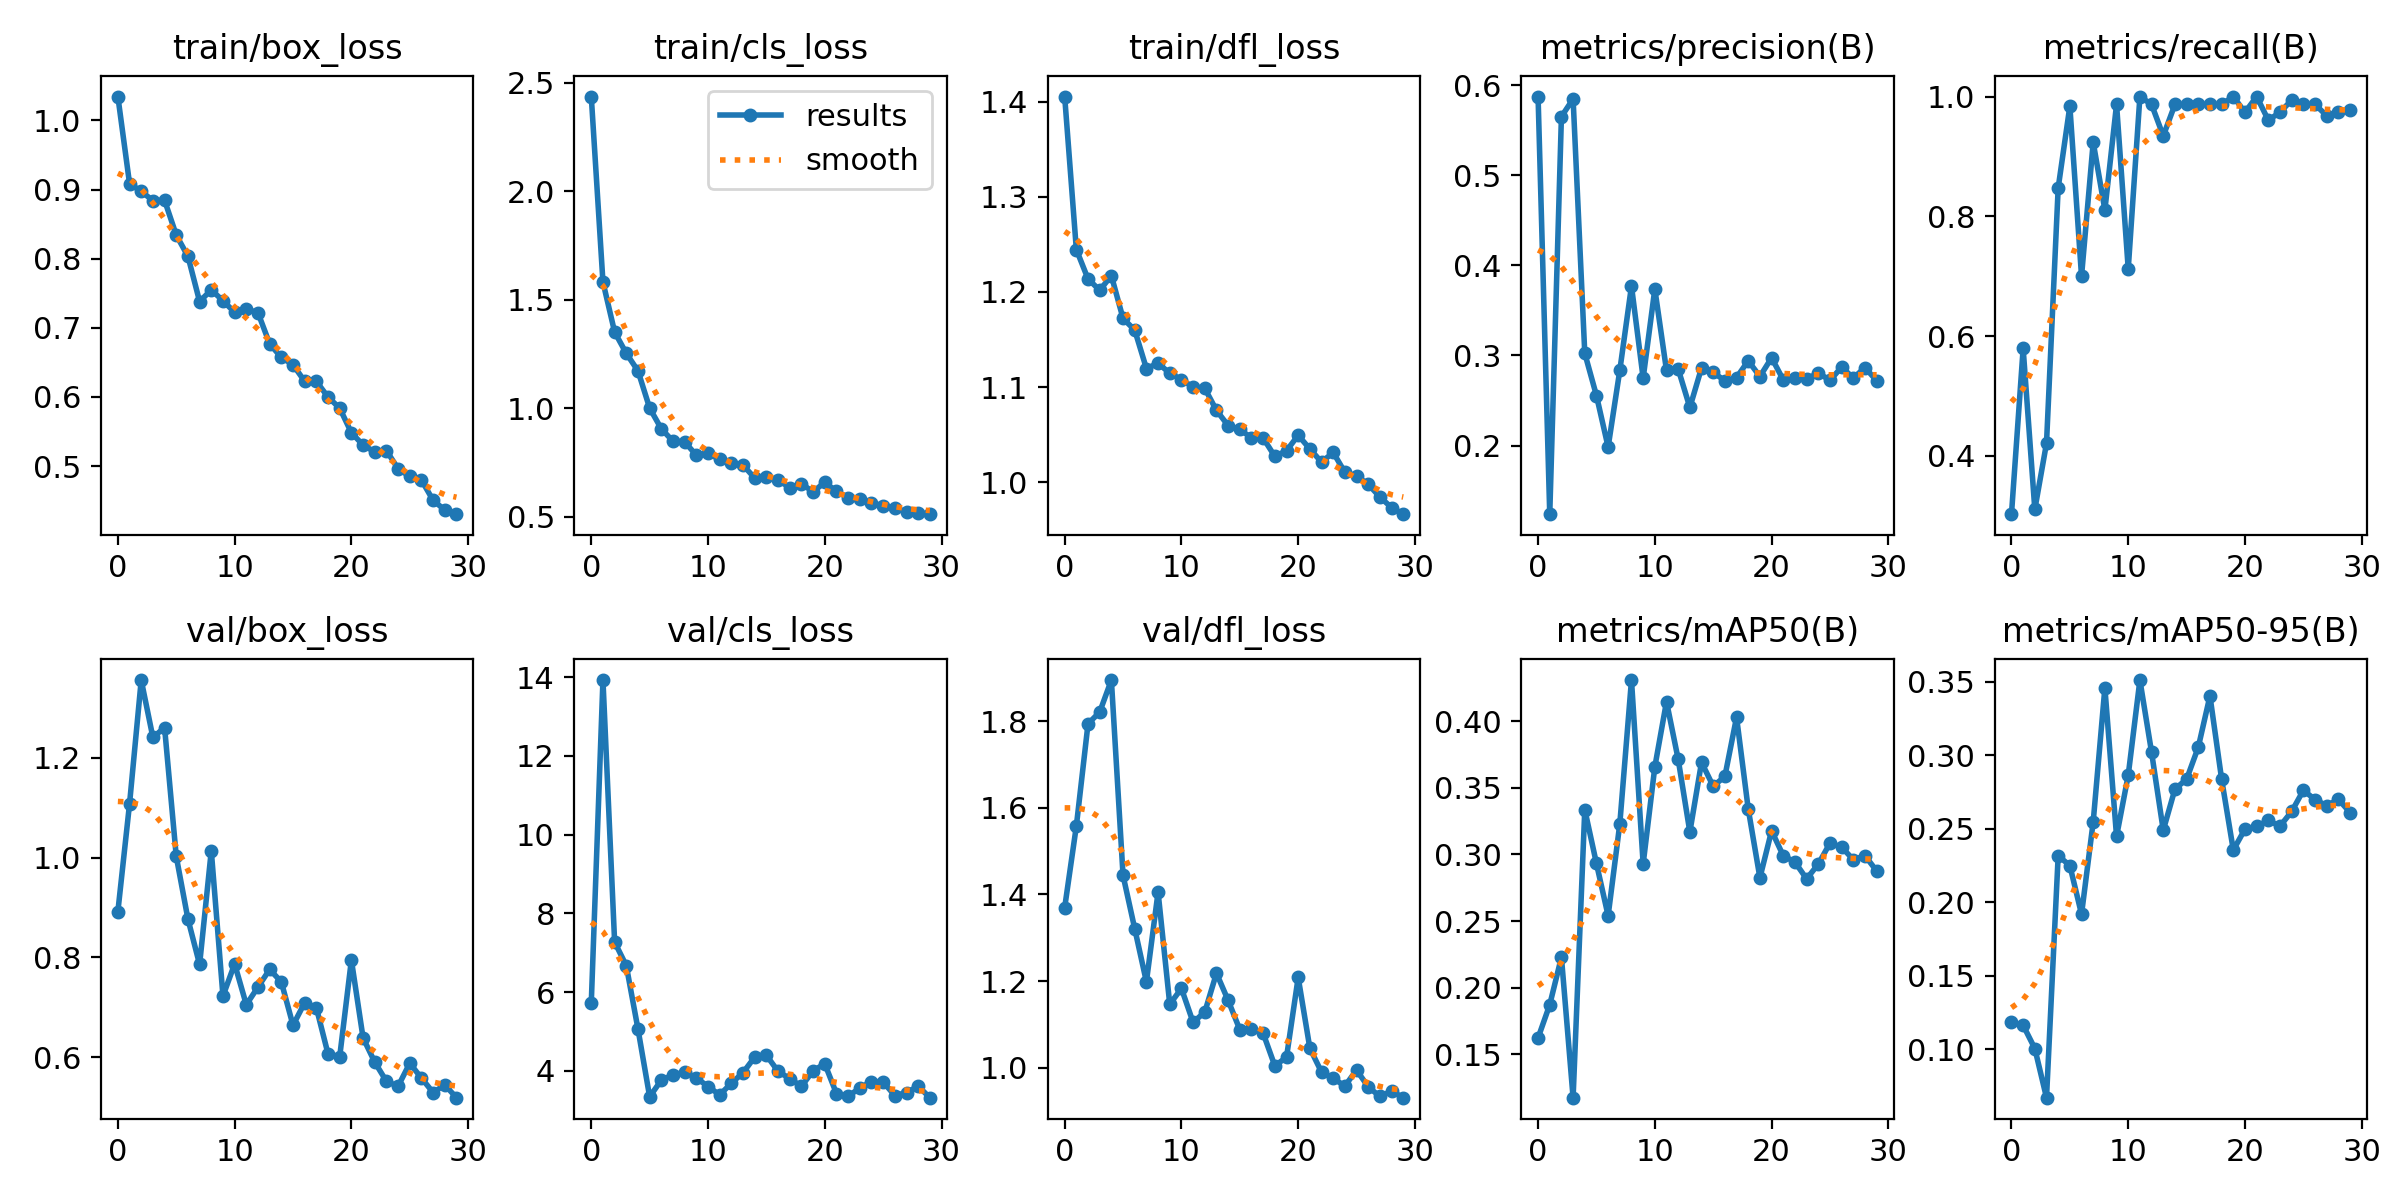 train/box_loss
train/cls_loss
train/dfl_loss
metrics/precision(B)
metrics/recall(B)
1.0
0.9
0.8
0.7
0.6
0.5
0 10 20 30
2.5
2.0
1.5
1.0
0.5
results
smooth
0 10 20 30
1.4
1.3
1.2
1.1
1.0
0 10 20 30
0.6
0.5
0.4
0.3
0.2
0 10 20 30
1.0
0.8
0.6
0.4
0 10 20 30
val/box_loss
val/cls_loss
val/dfl_loss
metrics/mAP50(B)
metrics/mAP50-95(B)
1.2
1.0
0.8
0.6
0 10 20 30
14
12
10
8
6
4
0 10 20 30
1.8
1.6
1.4
1.2
1.0
0 10 20 30
0.40
0.35
0.30
0.25
0.20
0.15
0 10 20 30
0.35
0.30
0.25
0.20
0.15
0.10
0 10 20 30